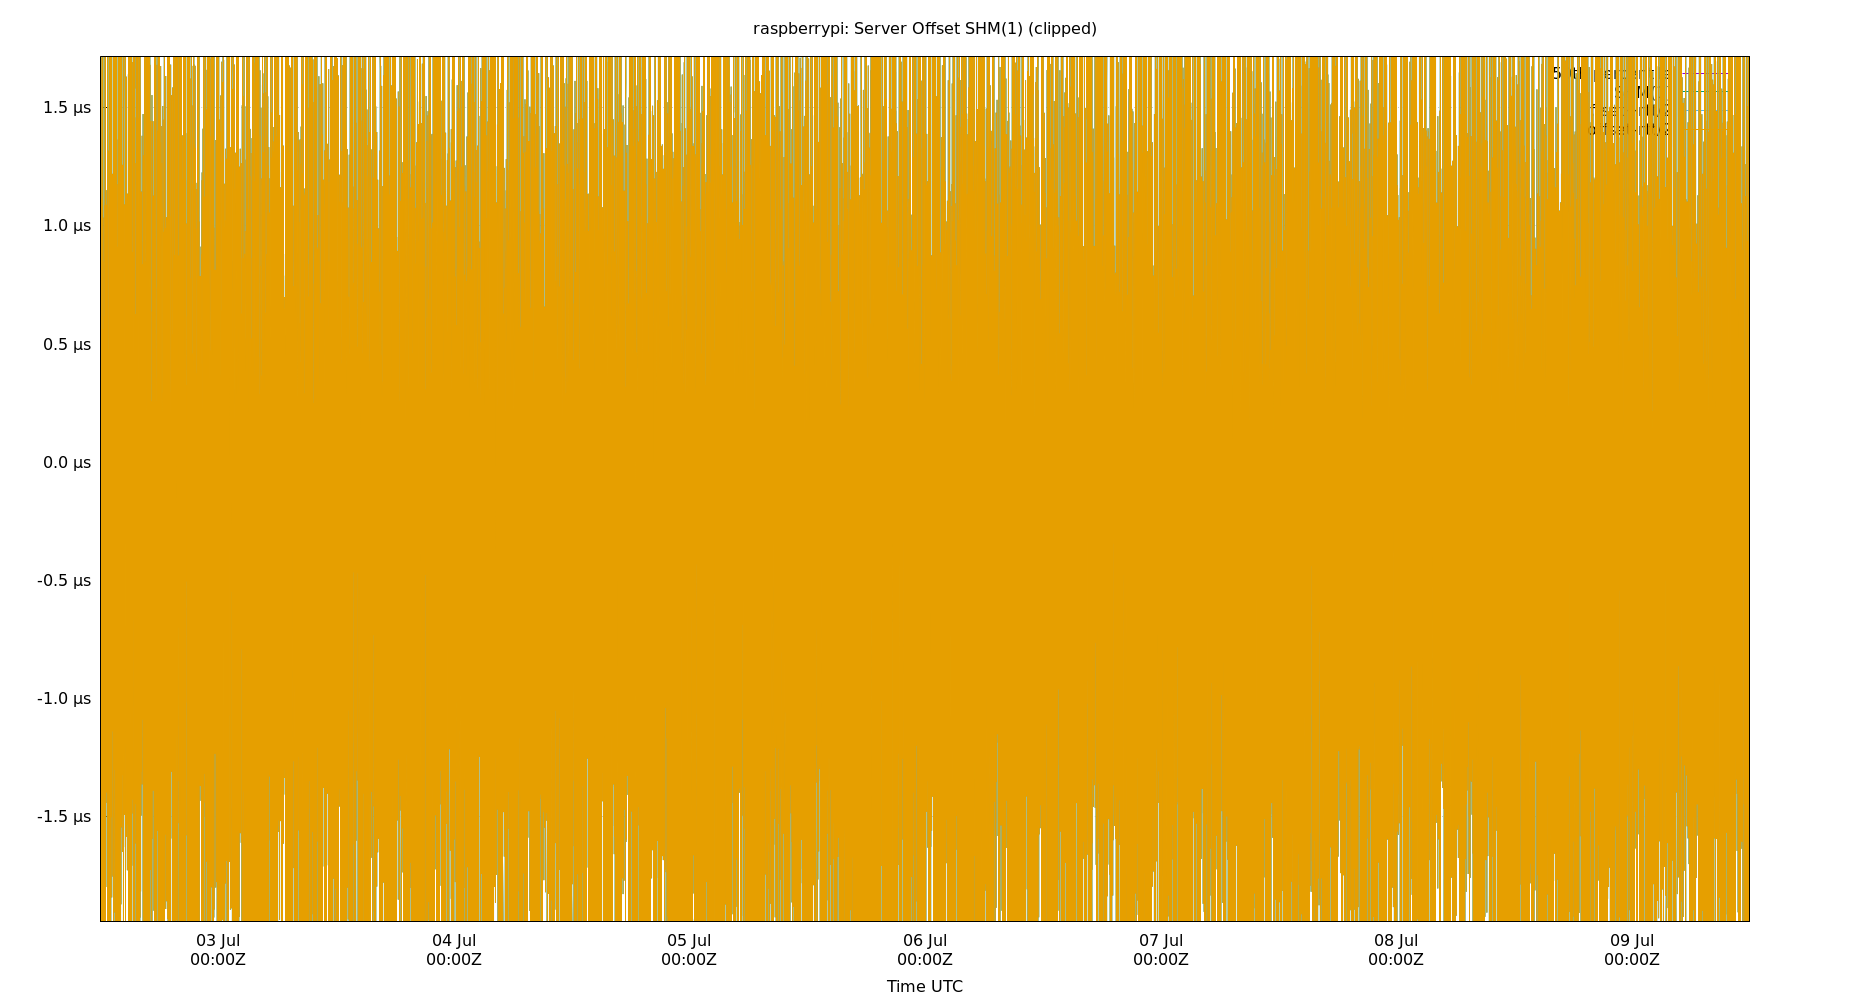 raspberrypi: Server Offset SHM(1) (clipped)
1.5 µs
1.0 µs
0.5 µs
0.0 µs
-0.5 µs
-1.0 µs
-1.5 µs
03 Jul 04 Jul 05 Jul 06 Jul 07 Jul 08 Jul 09 Jul
00:00Z 00:00Z 00:00Z 00:00Z 00:00Z 00:00Z 00:00Z
Time UTC